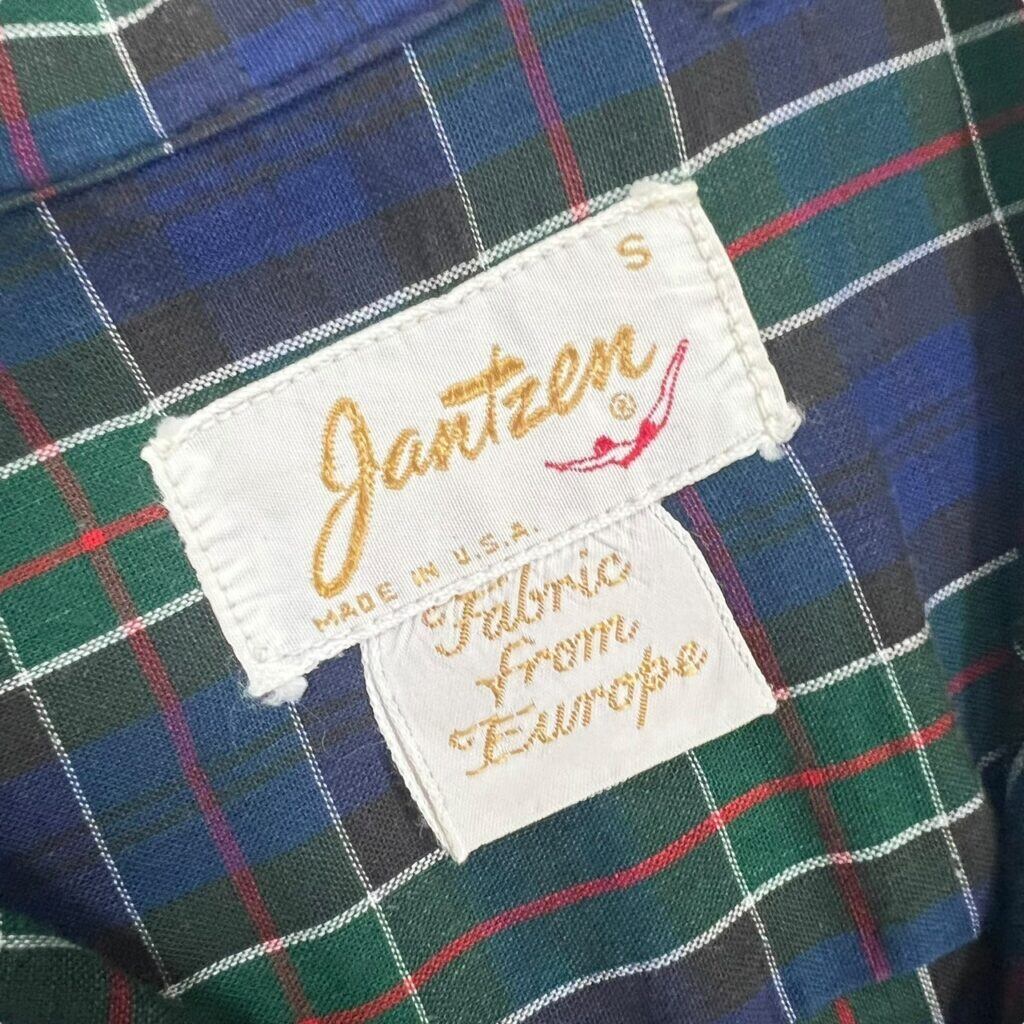 S
Jantzen ®
MADE IN U.S.A.
Fabric
from
Europe